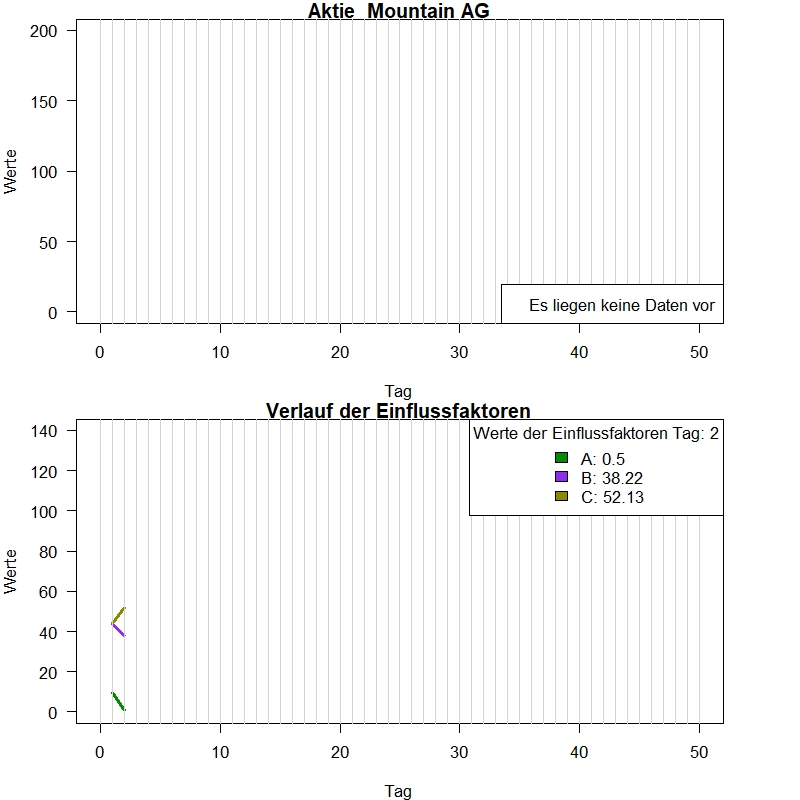 Aktie  Mountain AG
200
150
100
50
0
Werte
Es liegen keine Daten vor
0 10 20 30 40 50
Tag
Verlauf der Einflussfaktoren
140
120
100
80
60
40
20
0
Werte
Werte der Einflussfaktoren Tag: 2
A: 0.5
B: 38.22
C: 52.13
0 10 20 30 40 50
Tag